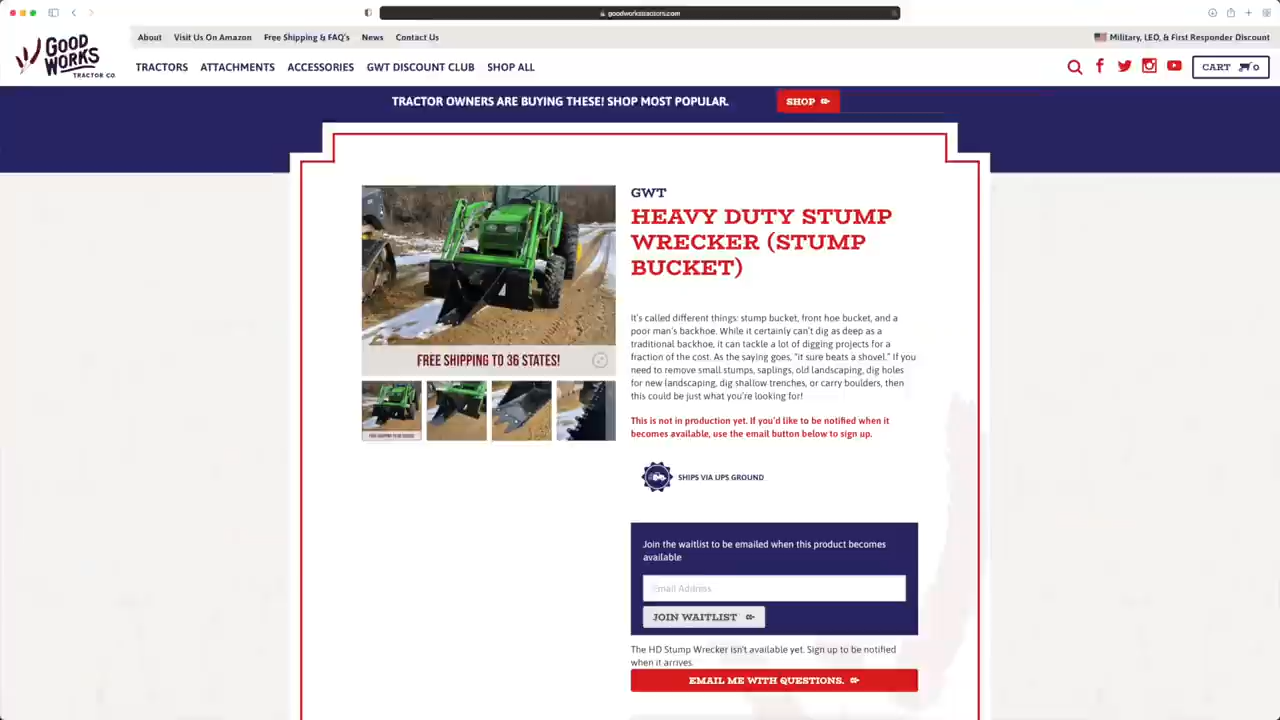 goodworkstractors.com
GOOD
WORKS
TRACTOR CO.
About
Visit Us On Amazon
Free Shipping & FAQ's
News
Contact Us
Military, LEO, & First Responder Discount
TRACTORS
ATTACHMENTS
ACCESSORIES
GWT DISCOUNT CLUB
SHOP ALL
CART 0
TRACTOR OWNERS ARE BUYING THESE! SHOP MOST POPULAR.
SHOP
FREE SHIPPING TO 36 STATES!
GWT
HEAVY DUTY STUMP
WRECKER (STUMP
BUCKET)
It's called different things: stump bucket, front hoe bucket, and a
poor man's backhoe. While it certainly can't dig as deep as a
traditional backhoe, it can tackle a lot of digging projects for a
fraction of the cost. As the saying goes, "it sure beats a shovel." If you
need to remove small stumps, saplings, old landscaping, dig holes
for new landscaping, dig shallow trenches, or carry boulders, then
this could be just what you're looking for!
This is not in production yet. If you'd like to be notified when it
becomes available, use the email button below to sign up.
SHIPS VIA UPS GROUND
Join the waitlist to be emailed when this product becomes
available
Email Address
JOIN WAITLIST
The HD Stump Wrecker isn't available yet. Sign up to be notified
when it arrives.
EMAIL ME WITH QUESTIONS.